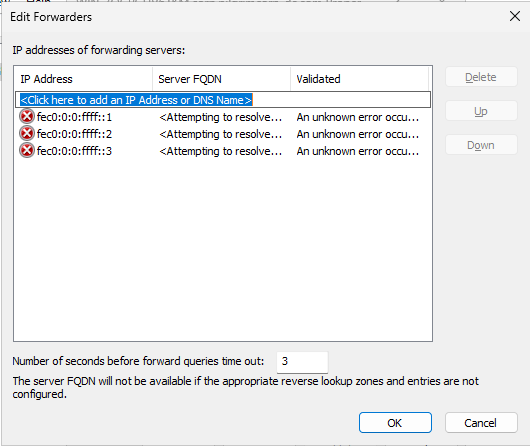 Edit Forwarders
IP addresses of forwarding servers:
IP Address Server FQDN Validated
<Click here to add an IP Address or DNS Name>
fec0:0:0:ffff::1 <Attempting to resolve... An unknown error occu...
fec0:0:0:ffff::2 <Attempting to resolve... An unknown error occu...
fec0:0:0:ffff::3 <Attempting to resolve... An unknown error occu...
Delete
Up
Down
Number of seconds before forward queries time out: 3
The server FQDN will not be available if the appropriate reverse lookup zones and entries are not
configured.
OK Cancel